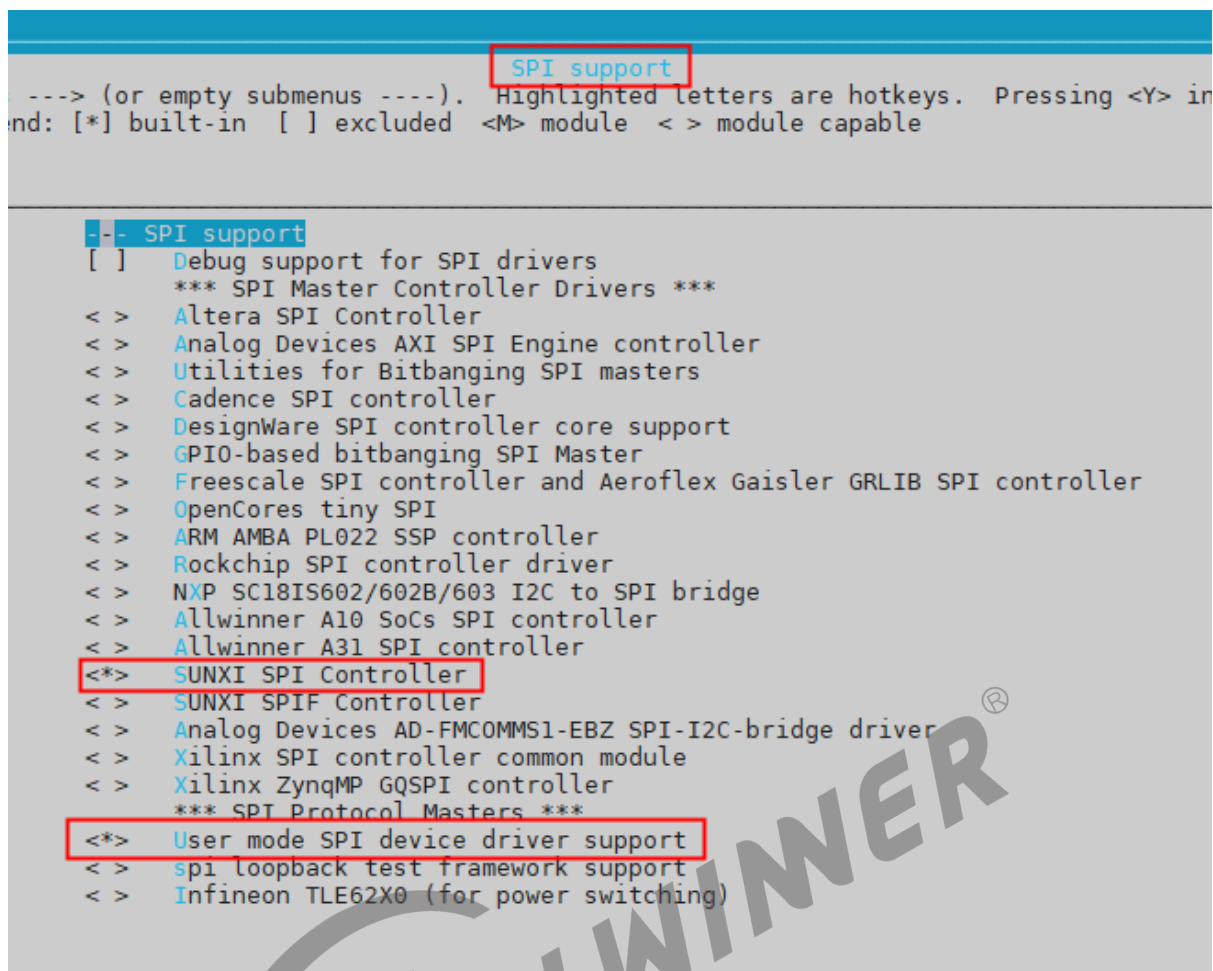 SPI support
---> (or empty submenus ----).  Highlighted letters are hotkeys.  Pressing <Y> in
end: [*] built-in  [ ] excluded  <M> module  < > module capable
--- SPI support
[ ]   Debug support for SPI drivers
*** SPI Master Controller Drivers ***
< >   Altera SPI Controller
< >   Analog Devices AXI SPI Engine controller
< >   Utilities for Bitbanging SPI masters
< >   Cadence SPI controller
< >   DesignWare SPI controller core support
< >   GPIO-based bitbanging SPI Master
< >   Freescale SPI controller and Aeroflex Gaisler GRLIB SPI controller
< >   OpenCores tiny SPI
< >   ARM AMBA PL022 SSP controller
< >   Rockchip SPI controller driver
< >   NXP SC18IS602/602B/603 I2C to SPI bridge
< >   Allwinner A10 SoCs SPI controller
< >   Allwinner A31 SPI controller
<*>   SUNXI SPI Controller
< >   SUNXI SPIF Controller
< >   Analog Devices AD-FMCOMMS1-EBZ SPI-I2C-bridge driver
< >   Xilinx SPI controller common module
< >   Xilinx ZynqMP GQSPI controller
*** SPI Protocol Masters ***
<*>   User mode SPI device driver support
< >   spi loopback test framework support
< >   Infineon TLE62X0 (for power switching)
WINNER®